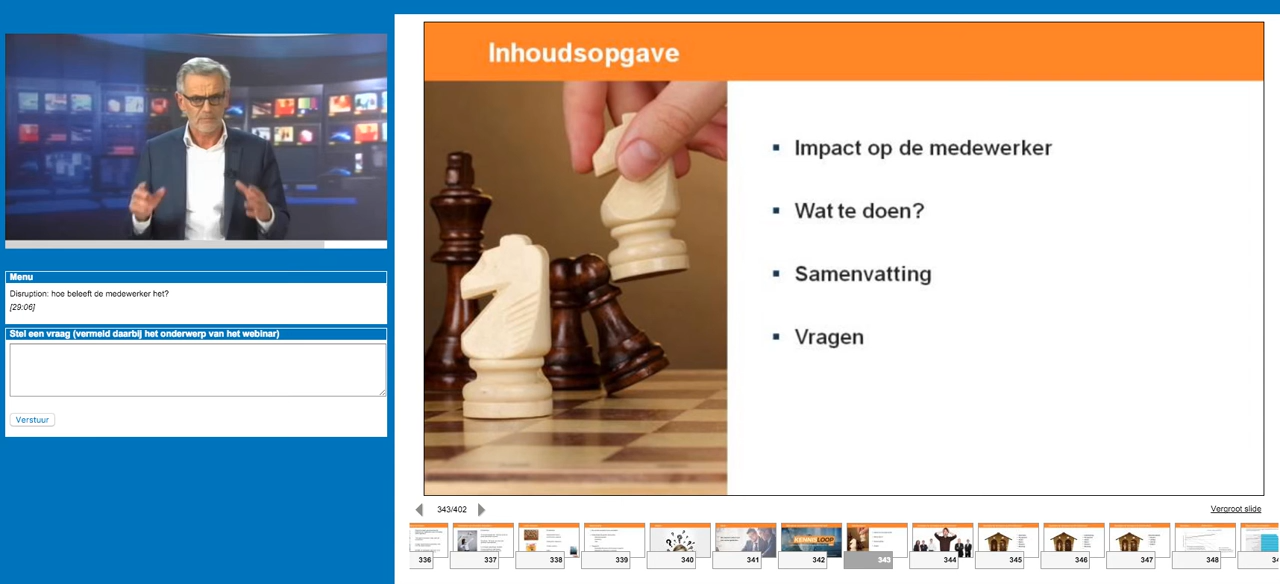 Inhoudsopgave
Impact op de medewerker
Wat te doen?
Samenvatting
Vragen
Menu
Disruption: hoe beleeft de medewerker het?
[29:06]
Stel een vraag (vermeld daarbij het onderwerp van het webinar)
Verstuur
343/402
Vergroot slide
KENNISLOOP
336
337
338
339
340
341
342
343
344
345
346
347
348